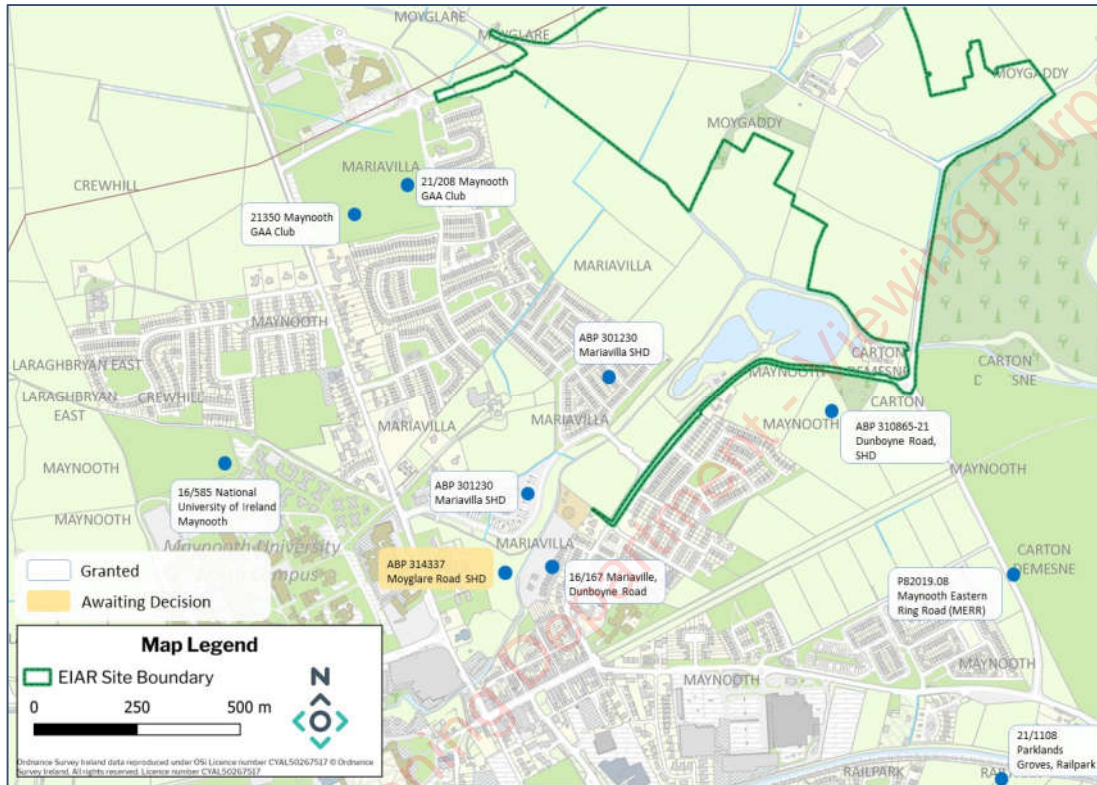 MOYGLARE
MOYGLARE
MOYGADDY
MOYGADDY
MARIAVILLA
CREWHILL
21/208 Maynooth
GAA Club
21350 Maynooth
GAA Club
MARIAVILLA
MAYNOOTH
ABP 301230
Mariavilla SHD
LARAGHBRYAN EAST
LARAGHBRYAN
EAST
CREWHILL
CARTON
DEMESNE
MAYNOOTH
CARTON
D SNE
CARTON
MARIAVILLA
MARIAVILLA
MAYNOOTH
ABP 310865-21
Dunboyne Road,
SHD
MAYNOOTH
MAYNOOTH
16/585 National
University of Ireland
Maynooth
ABP 301230
Mariavilla SHD
MAYNOOTH
MARIAVILLA
Maynooth University
North Campus
ABP 314337
Moyglare Road SHD
16/167 Mariaville,
Dunboyne Road
CARTON
DEMESNE
P82019.08
Maynooth Eastern
Ring Road (MERR)
MAYNOOTH
MAYNOOTH
21/1108
Parklands
Groves, Railpark
RAILPARK
Granted
Awaiting Decision
Map Legend
EIAR Site Boundary
N
0 250 500 m
Ordnance Survey Ireland data reproduced under OSi Licence number CYAL50267517 © Ordnance
Survey Ireland. All rights reserved. Licence number CYAL50267517